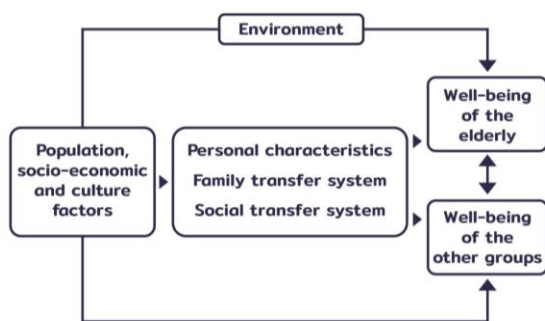 Environment
Population,
socio-economic
and culture
factors
Personal characteristics
Family transfer system
Social transfer system
Well-being
of the
elderly
Well-being
of the
other groups